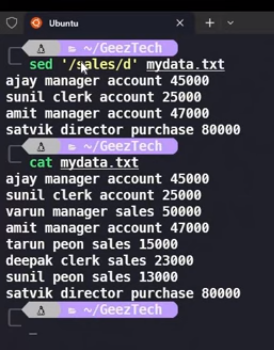 Ubuntu
~/GeezTech
sed '/sales/d' mydata.txt
ajay manager account 45000
sunil clerk account 25000
amit manager account 47000
satvik director purchase 80000
~/GeezTech
cat mydata.txt
ajay manager account 45000
sunil clerk account 25000
varun manager sales 50000
amit manager account 47000
tarun peon sales 15000
deepak clerk sales 23000
sunil peon sales 13000
satvik director purchase 80000
~/GeezTech